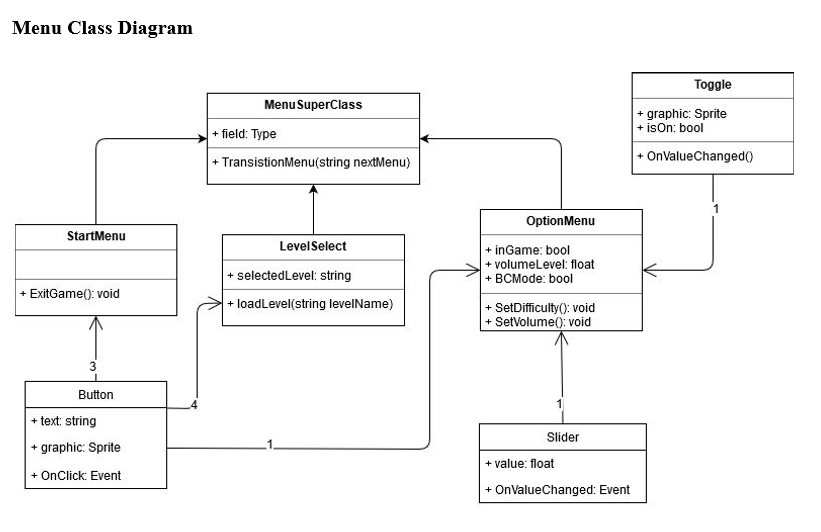 Menu Class Diagram
MenuSuperClass
+ field: Type
+ TransistionMenu(string nextMenu)
Toggle
+ graphic: Sprite
+ isOn: bool
+ OnValueChanged()
1
StartMenu
+ ExitGame(): void
LevelSelect
+ selectedLevel: string
+ loadLevel(string levelName)
OptionMenu
+ inGame: bool
+ volumeLevel: float
+ BCMode: bool
+ SetDifficulty(): void
+ SetVolume(): void
3
4
1
1
Button
+ text: string
+ graphic: Sprite
+ OnClick: Event
Slider
+ value: float
+ OnValueChanged: Event